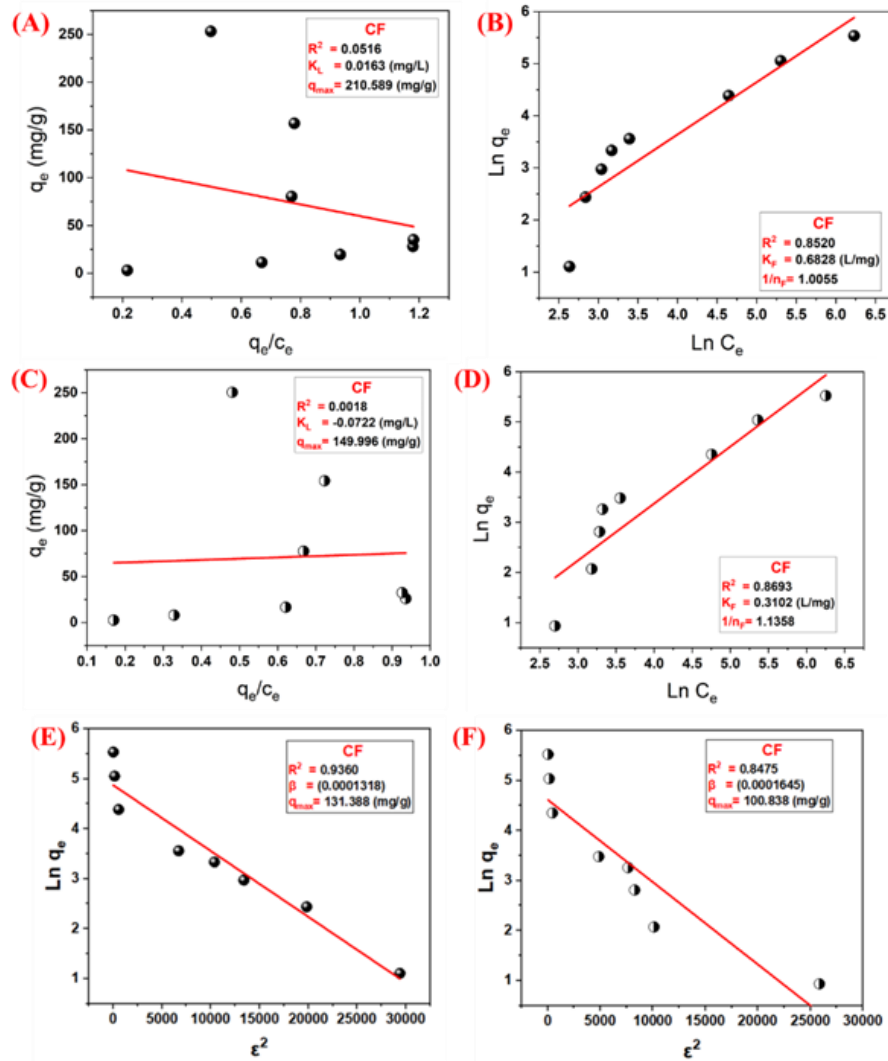 (A)
CF
R² = 0.0516
K_L = 0.0163 (mg/L)
q_max= 210.589 (mg/g)
q_e (mg/g)
250
200
150
100
50
0
0.2 0.4 0.6 0.8 1.0 1.2
q_e/c_e
(B)
CF
R² = 0.8520
K_F = 0.6828 (L/mg)
1/n_F= 1.0055
Ln q_e
6
5
4
3
2
1
0
2.5 3.0 3.5 4.0 4.5 5.0 5.5 6.0 6.5
Ln C_e
(C)
CF
R² = 0.0018
K_L = -0.0722 (mg/L)
q_max= 149.996 (mg/g)
q_e (mg/g)
250
200
150
100
50
0
0.1 0.2 0.3 0.4 0.5 0.6 0.7 0.8 0.9 1.0
q_e/c_e
(D)
CF
R² = 0.8693
K_F = 0.3102 (L/mg)
1/n_F= 1.1358
Ln q_e
6
5
4
3
2
1
0
2.5 3.0 3.5 4.0 4.5 5.0 5.5 6.0 6.5
Ln C_e
(E)
CF
R² = 0.9360
β = (0.0001318)
q_max = 131.388 (mg/g)
Ln q_e
6
5
4
3
2
1
0 5000 10000 15000 20000 25000 30000
ε²
(F)
CF
R² = 0.8475
β = (0.0001645)
q_max = 100.838 (mg/g)
Ln q_e
6
5
4
3
2
1
0 5000 10000 15000 20000 25000 30000
ε²